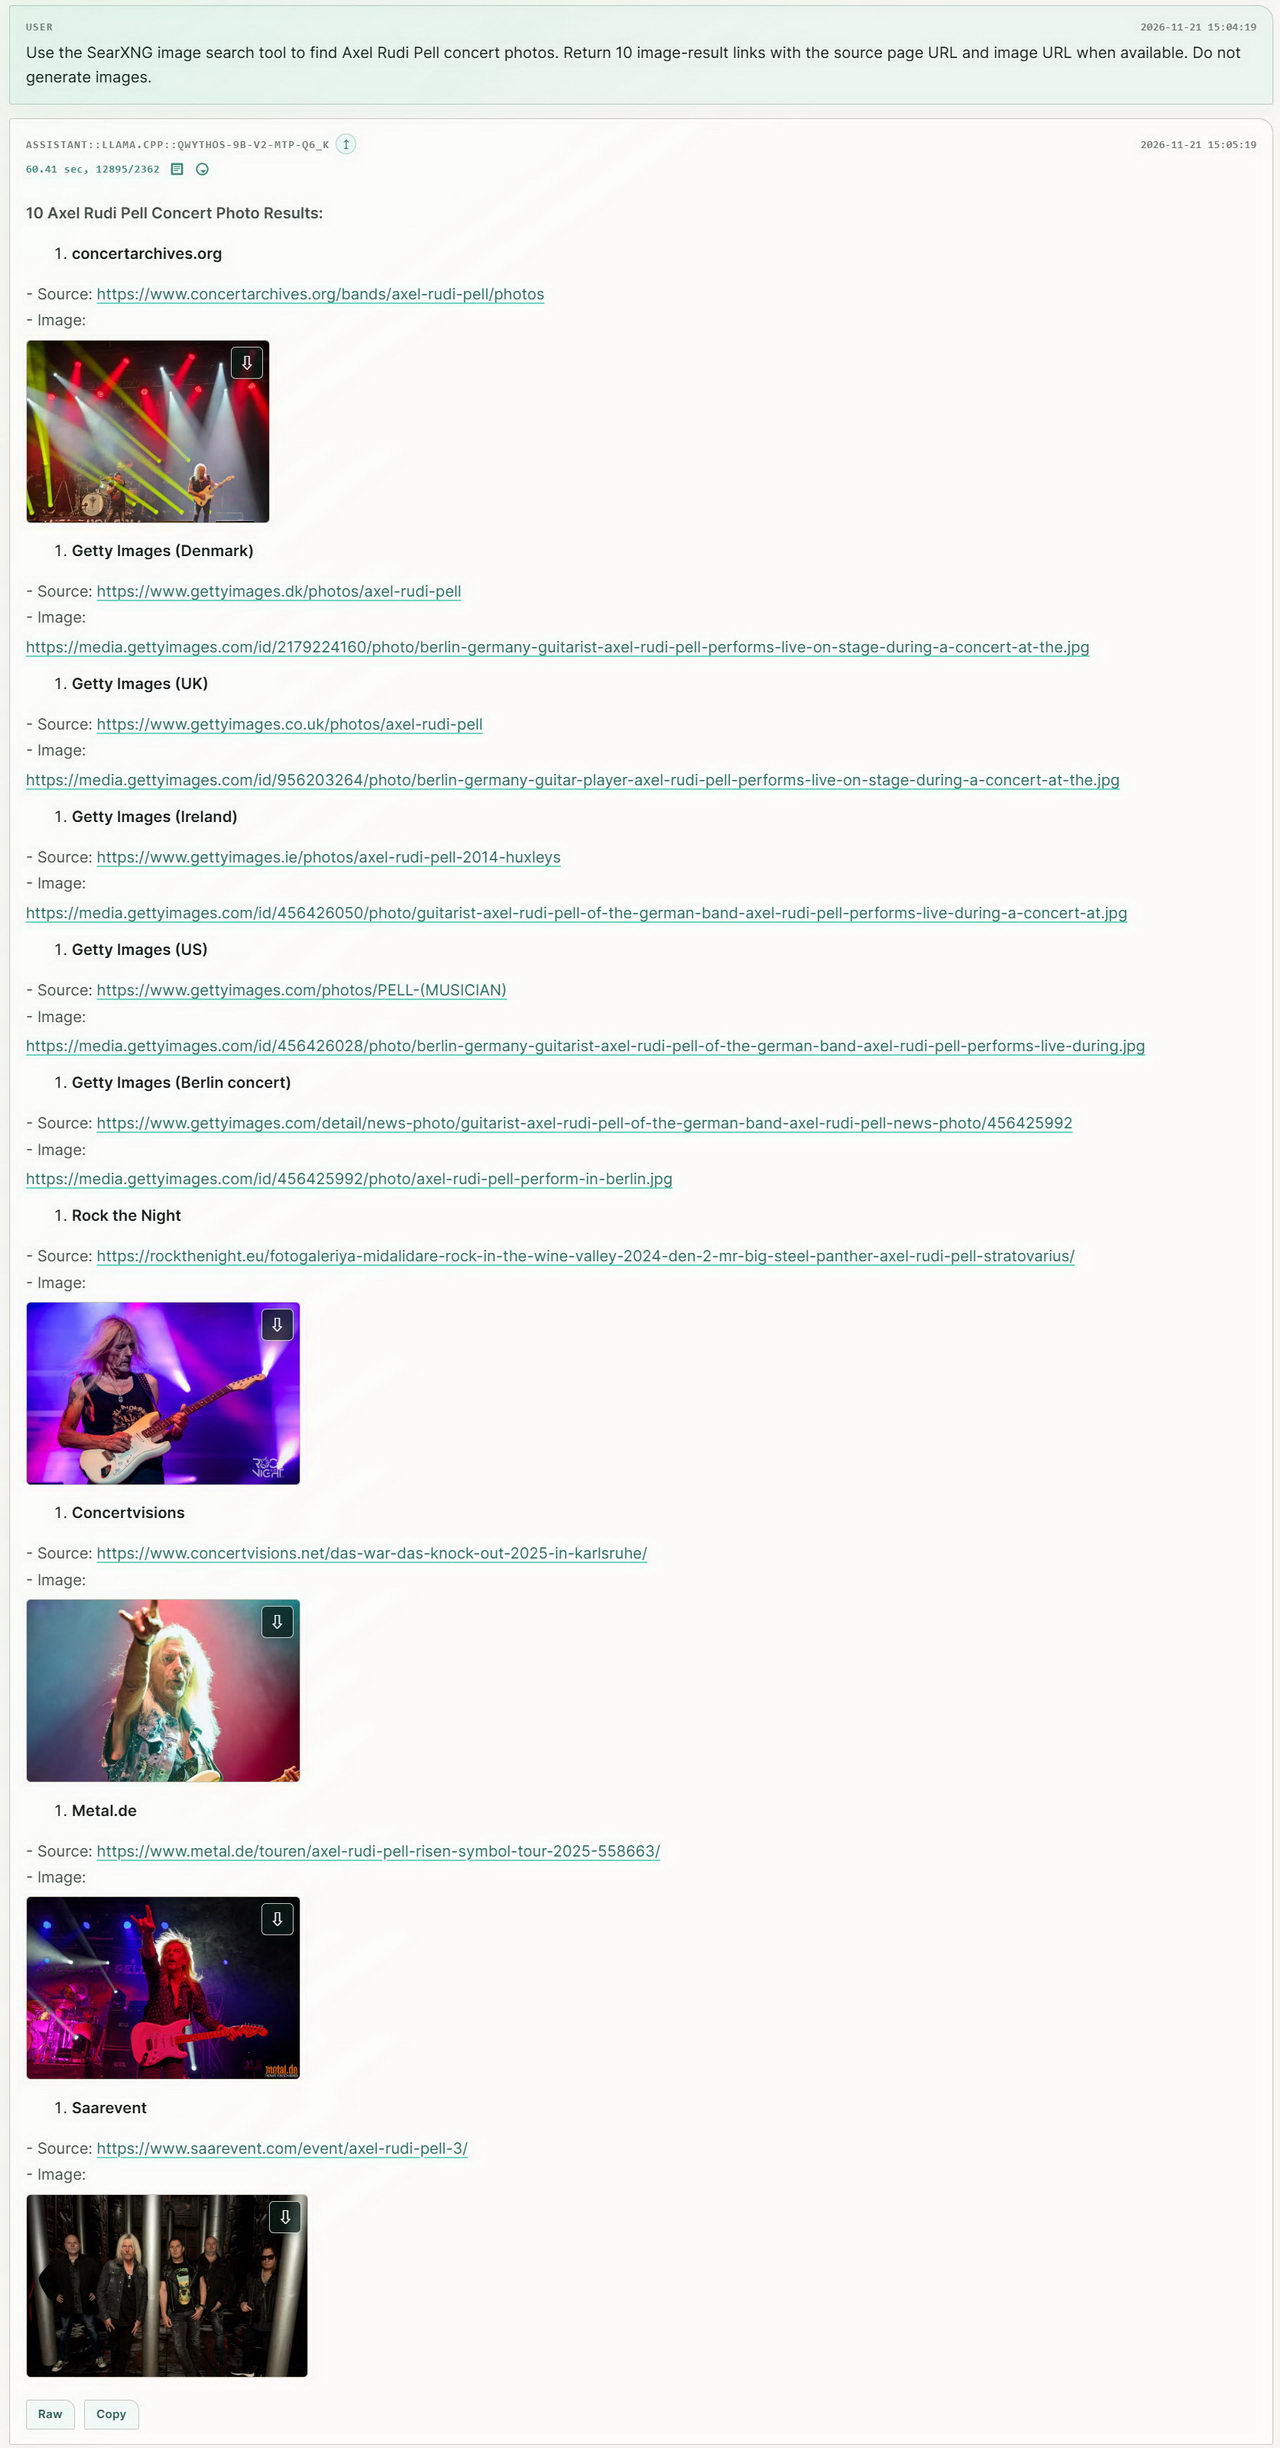 USER
2026-11-21 15:04:19
Use the SearXNG image search tool to find Axel Rudi Pell concert photos. Return 10 image-result links with the source page URL and image URL when available. Do not
generate images.
ASSISTANT::LLAMA.CPP::QWYTHOS-9B-V2-MTP-Q6_K
2026-11-21 15:05:19
60.41 sec, 12895/2362
10 Axel Rudi Pell Concert Photo Results:
1. concertarchives.org
- Source: https://www.concertarchives.org/bands/axel-rudi-pell/photos
- Image:
1. Getty Images (Denmark)
- Source: https://www.gettyimages.dk/photos/axel-rudi-pell
- Image:
https://media.gettyimages.com/id/2179224160/photo/berlin-germany-guitarist-axel-rudi-pell-performs-live-on-stage-during-a-concert-at-the.jpg
1. Getty Images (UK)
- Source: https://www.gettyimages.co.uk/photos/axel-rudi-pell
- Image:
https://media.gettyimages.com/id/956203264/photo/berlin-germany-guitar-player-axel-rudi-pell-performs-live-on-stage-during-a-concert-at-the.jpg
1. Getty Images (Ireland)
- Source: https://www.gettyimages.ie/photos/axel-rudi-pell-2014-huxleys
- Image:
https://media.gettyimages.com/id/456426050/photo/guitarist-axel-rudi-pell-of-the-german-band-axel-rudi-pell-performs-live-during-a-concert-at.jpg
1. Getty Images (US)
- Source: https://www.gettyimages.com/photos/PELL-(MUSICIAN)
- Image:
https://media.gettyimages.com/id/456426028/photo/berlin-germany-guitarist-axel-rudi-pell-of-the-german-band-axel-rudi-pell-performs-live-during.jpg
1. Getty Images (Berlin concert)
- Source: https://www.gettyimages.com/detail/news-photo/guitarist-axel-rudi-pell-of-the-german-band-axel-rudi-pell-news-photo/456425992
- Image:
https://media.gettyimages.com/id/456425992/photo/axel-rudi-pell-perform-in-berlin.jpg
1. Rock the Night
- Source: https://rockthenight.eu/fotogaleriya-midalidare-rock-in-the-wine-valley-2024-den-2-mr-big-steel-panther-axel-rudi-pell-stratovarius/
- Image:
ROCK
NIGHT
1. Concertvisions
- Source: https://www.concertvisions.net/das-war-das-knock-out-2025-in-karlsruhe/
- Image:
1. Metal.de
- Source: https://www.metal.de/touren/axel-rudi-pell-risen-symbol-tour-2025-558663/
- Image:
metal.de
1. Saarevent
- Source: https://www.saarevent.com/event/axel-rudi-pell-3/
- Image:
Raw
Copy